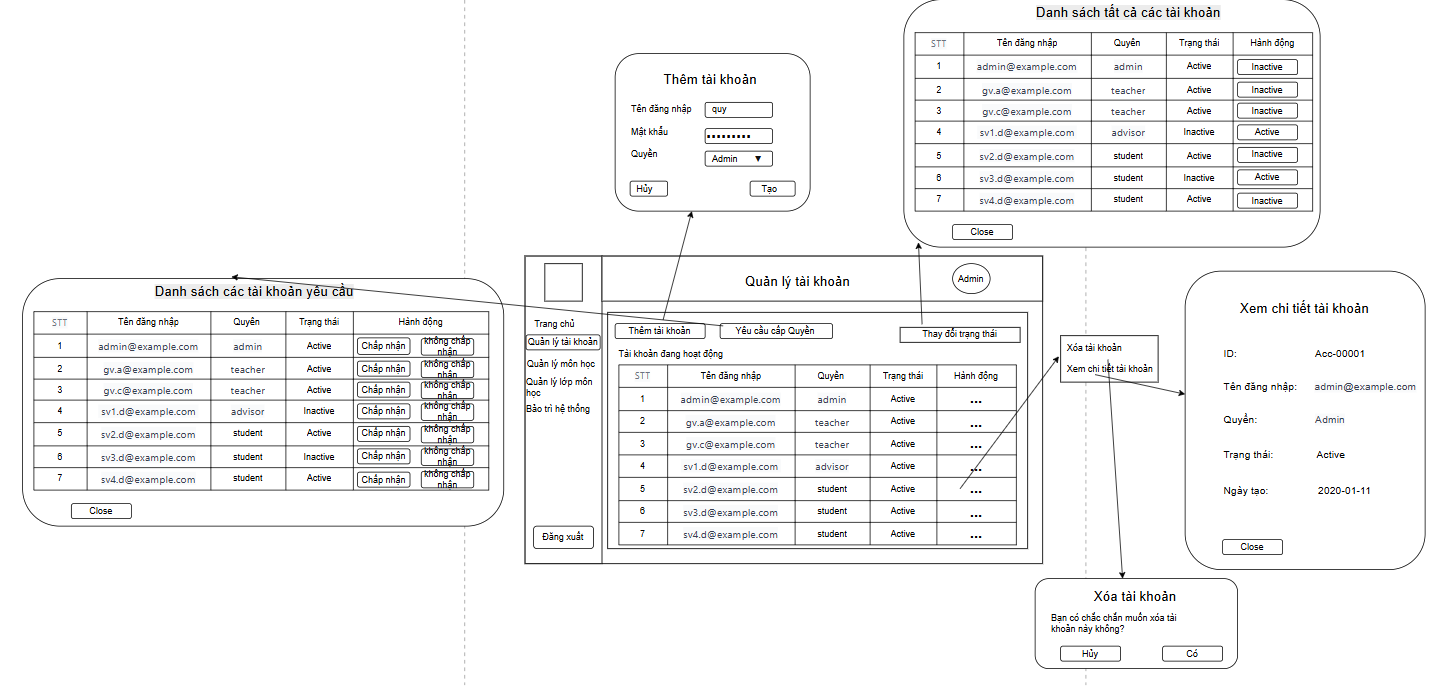 Danh sách tất cả các tài khoản
STT Tên đăng nhập Quyền Trạng thái Hành động
1 admin@example.com admin Active Inactive
2 gv.a@example.com teacher Active Inactive
3 gv.c@example.com teacher Active Inactive
4 sv1.d@example.com advisor Inactive Active
5 sv2.d@example.com student Active Inactive
6 sv3.d@example.com student Inactive Active
7 sv4.d@example.com student Active Inactive
Close
Thêm tài khoản
Tên đăng nhập quy
Mật khẩu •••••••••
Quyền Admin ▼
Hủy Tạo
Danh sách các tài khoản yêu cầu
STT Tên đăng nhập Quyền Trạng thái Hành động
1 admin@example.com admin Active Chấp nhận không chấp
nhận
2 gv.a@example.com teacher Active Chấp nhận không chấp
nhận
3 gv.c@example.com teacher Active Chấp nhận không chấp
nhận
4 sv1.d@example.com advisor Inactive Chấp nhận không chấp
nhận
5 sv2.d@example.com student Active Chấp nhận không chấp
nhận
6 sv3.d@example.com student Inactive Chấp nhận không chấp
nhận
7 sv4.d@example.com student Active Chấp nhận không chấp
nhận
Close
Quản lý tài khoản
Admin
Trang chủ
Quản lý tài khoản
Quản lý môn học
Quản lý lớp môn
học
Bảo trì hệ thống
Đăng xuất
Thêm tài khoản Yêu cầu cấp Quyền Thay đổi trạng thái
Tài khoản đang hoạt động
STT Tên đăng nhập Quyền Trạng thái Hành động
1 admin@example.com admin Active ...
2 gv.a@example.com teacher Active ...
3 gv.c@example.com teacher Active ...
4 sv1.d@example.com advisor Active ...
5 sv2.d@example.com student Active ...
6 sv3.d@example.com student Active ...
7 sv4.d@example.com student Active ...
Xóa tài khoản
Xem chi tiết tài khoản
Xem chi tiết tài khoản
ID: Acc-00001
Tên đăng nhập: admin@example.com
Quyền: Admin
Trạng thái: Active
Ngày tạo: 2020-01-11
Close
Xóa tài khoản
Bạn có chắc chắn muốn xóa tài
khoản này không?
Hủy Có